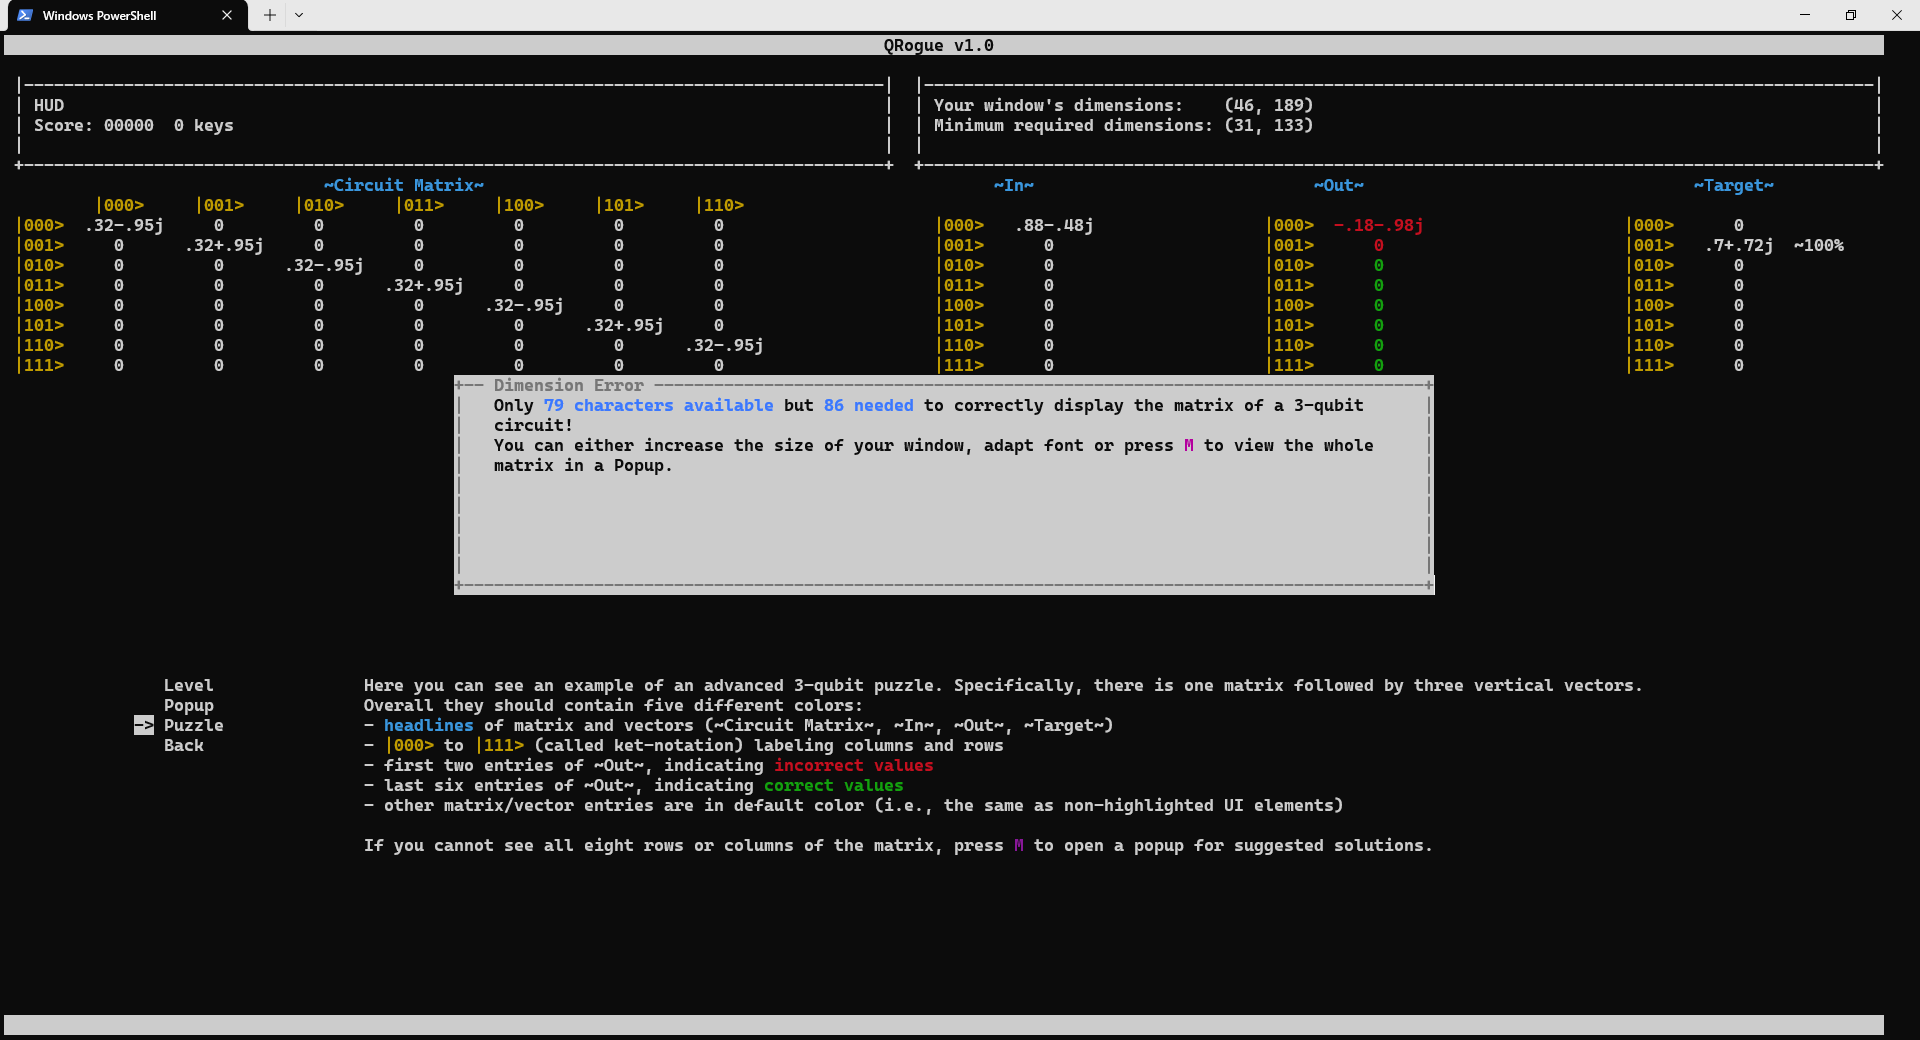 Windows PowerShell
QRogue v1.0
HUD
Score: 00000  0 keys
Your window's dimensions:    (46, 189)
Minimum required dimensions: (31, 133)
~Circuit Matrix~ ~In~ ~Out~ ~Target~
|000> |001> |010> |011> |100> |101> |110>
|000> .32-.95j 0 0 0 0 0 0 |000> .88-.48j |000> -.18-.98j |000> 0
|001> 0 .32+.95j 0 0 0 0 0 |001> 0 |001> 0 |001> .7+.72j ~100%
|010> 0 0 .32-.95j 0 0 0 0 |010> 0 |010> 0 |010> 0
|011> 0 0 0 .32+.95j 0 0 0 |011> 0 |011> 0 |011> 0
|100> 0 0 0 0 .32-.95j 0 0 |100> 0 |100> 0 |100> 0
|101> 0 0 0 0 0 .32+.95j 0 |101> 0 |101> 0 |101> 0
|110> 0 0 0 0 0 0 .32-.95j |110> 0 |110> 0 |110> 0
|111> 0 0 0 0 0 0 0 |111> 0 |111> 0 |111> 0
Dimension Error
Only 79 characters available but 86 needed to correctly display the matrix of a 3-qubit
circuit!
You can either increase the size of your window, adapt font or press M to view the whole
matrix in a Popup.
Level
Popup
-> Puzzle
Back
Here you can see an example of an advanced 3-qubit puzzle. Specifically, there is one matrix followed by three vertical vectors.
Overall they should contain five different colors:
- headlines of matrix and vectors (~Circuit Matrix~, ~In~, ~Out~, ~Target~)
- |000> to |111> (called ket-notation) labeling columns and rows
- first two entries of ~Out~, indicating incorrect values
- last six entries of ~Out~, indicating correct values
- other matrix/vector entries are in default color (i.e., the same as non-highlighted UI elements)
If you cannot see all eight rows or columns of the matrix, press M to open a popup for suggested solutions.